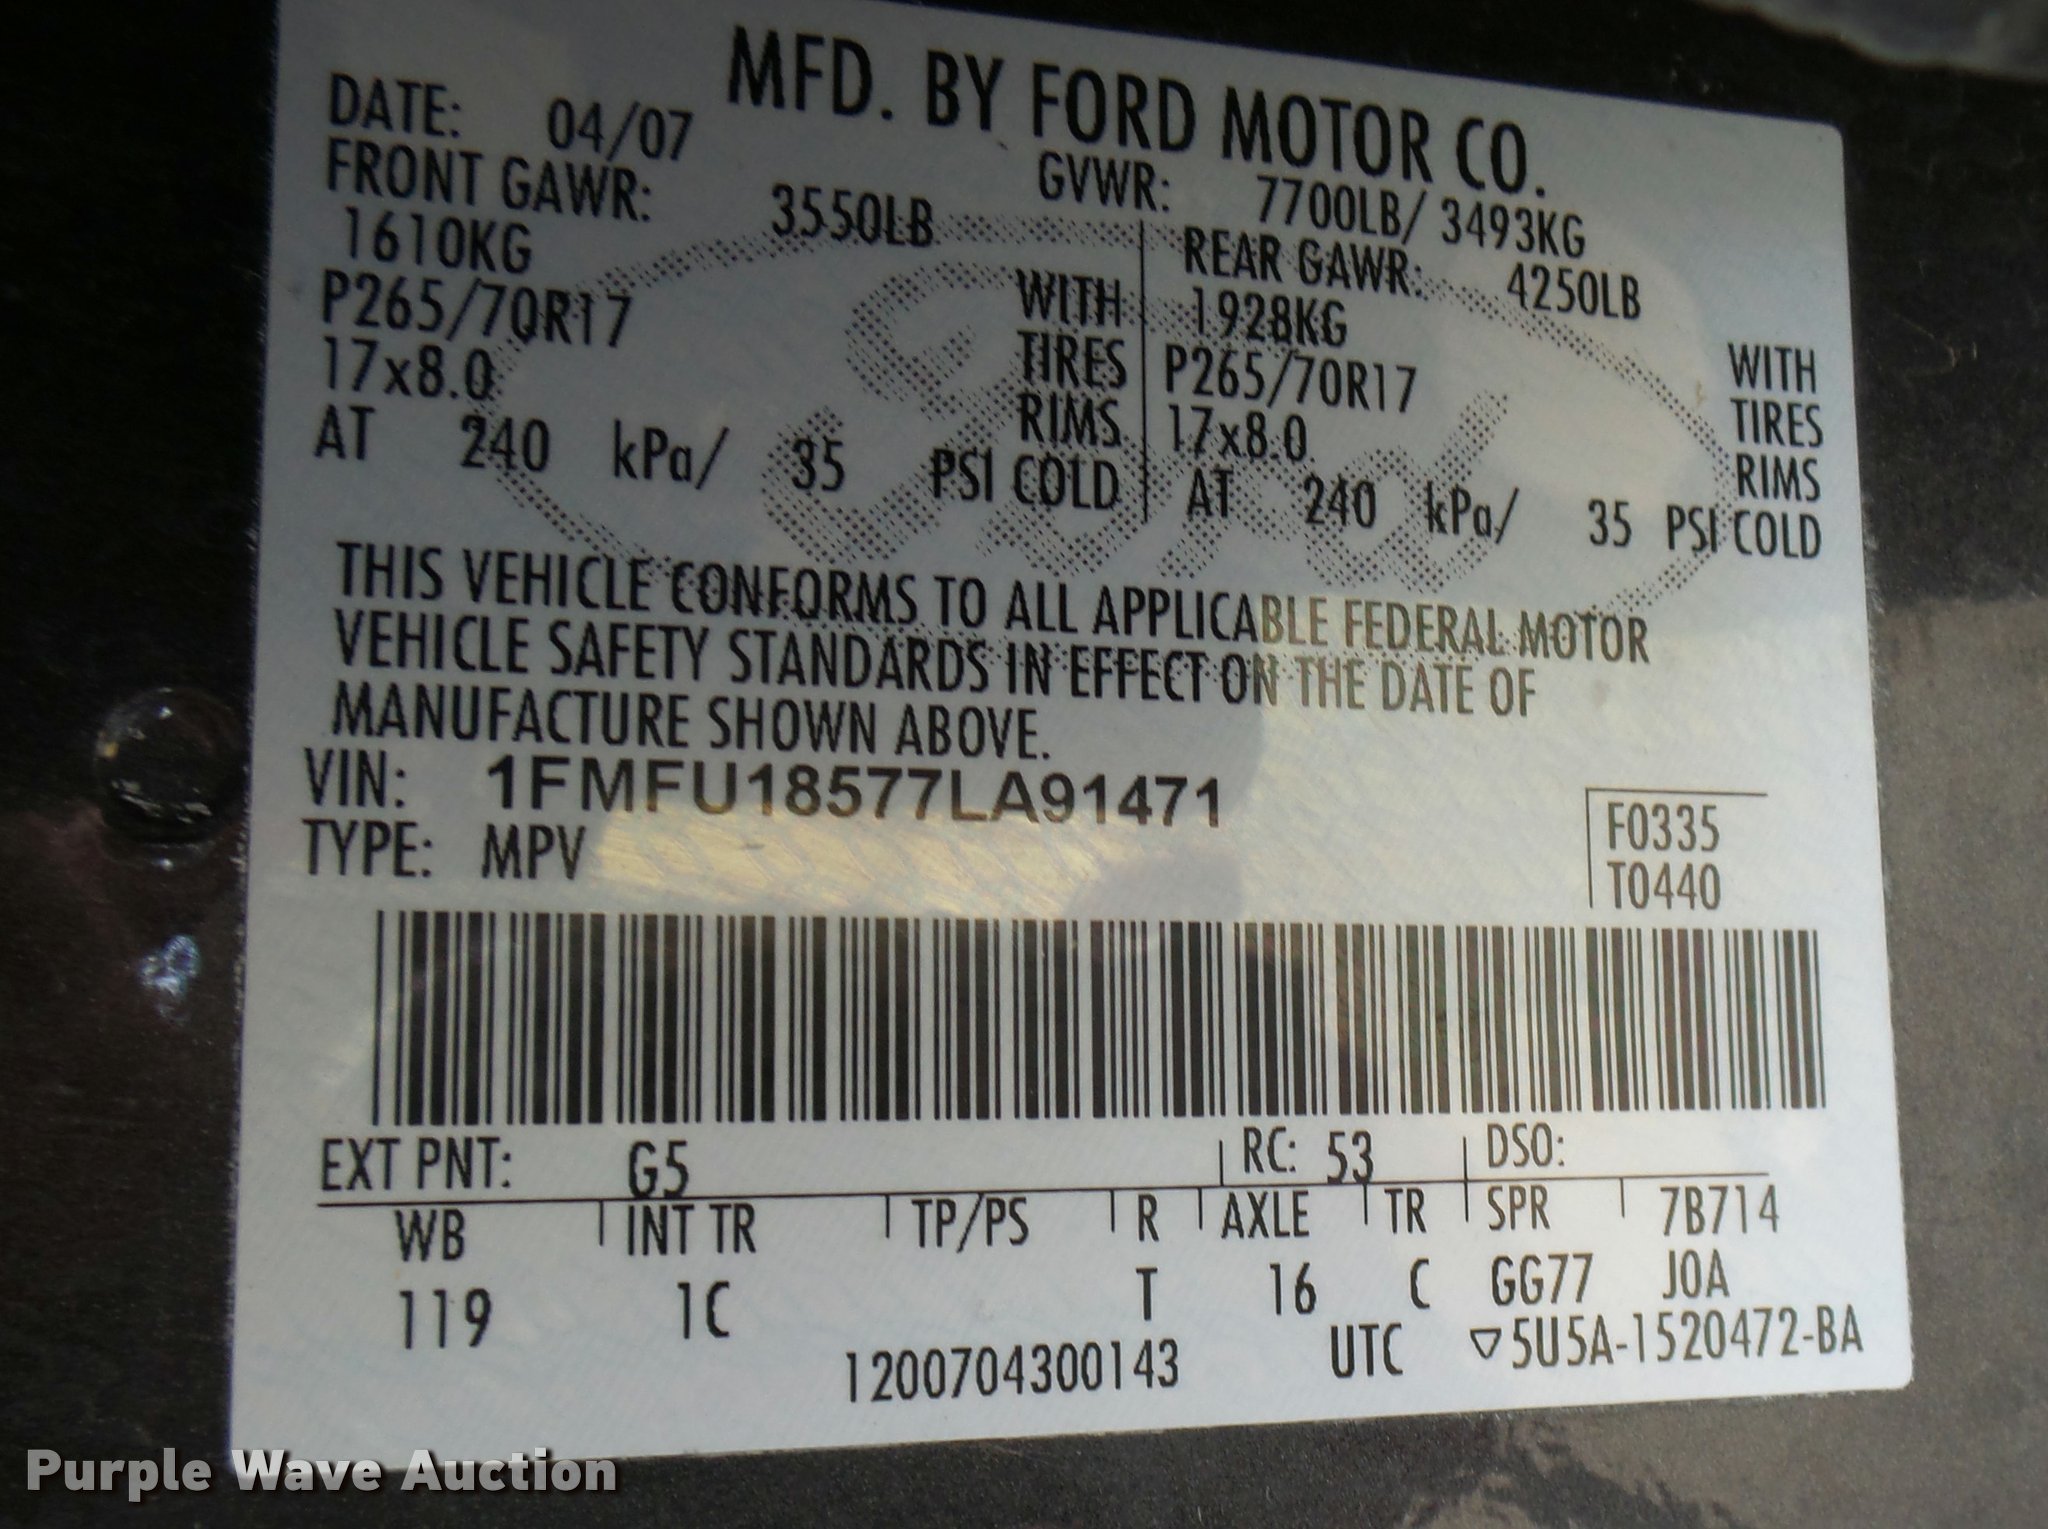 MFD. BY FORD MOTOR CO.
DATE: 04/07
GVWR: 7700LB/ 3493KG
FRONT GAWR: 3550LB
1610KG
P265/70R17
17x8.0
WITH
TIRES
RIMS
AT 240 kPa/ 35 PSI COLD
REAR GAWR: 4250LB
1928KG
P265/70R17
17x8.0
WITH
TIRES
RIMS
AT 240 kPa/ 35 PSI COLD
Ford
THIS VEHICLE CONFORMS TO ALL APPLICABLE FEDERAL MOTOR
VEHICLE SAFETY STANDARDS IN EFFECT ON THE DATE OF
MANUFACTURE SHOWN ABOVE.
VIN: 1FMFU18577LA91471
TYPE: MPV
F0335
T0440
EXT PNT: G5 RC: 53 DSO:
WB INT TR TP/PS R AXLE TR SPR 7B714
119 1C T 16 C GG77 JOA
1200704300143 UTC ▽5U5A-1520472-BA
Purple Wave Auction